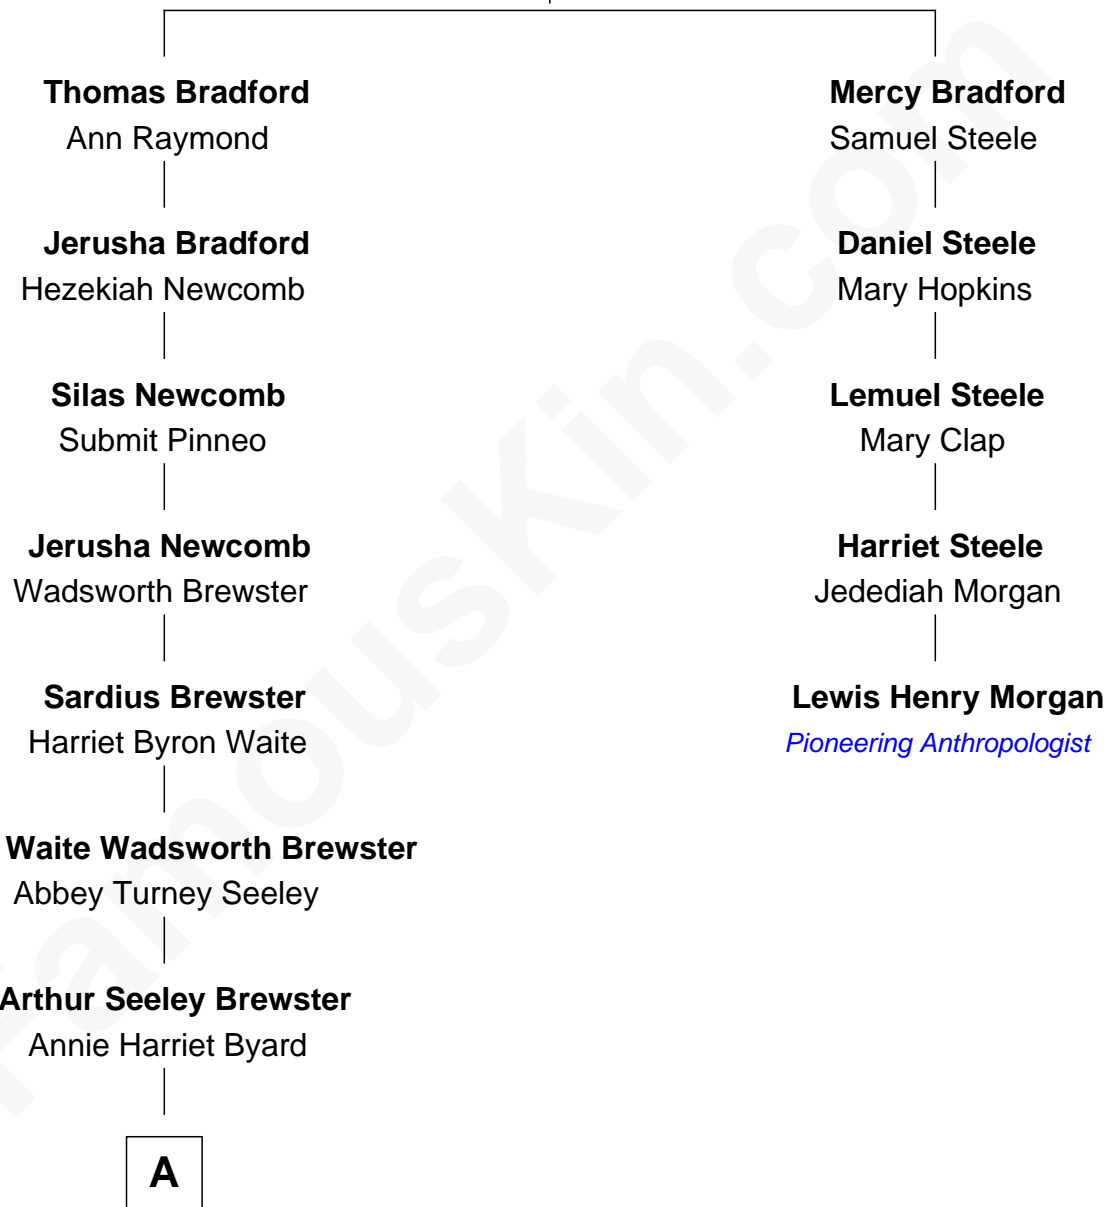 Thomas Bradford
Ann Raymond
Jerusha Bradford
Hezekiah Newcomb
Silas Newcomb
Submit Pinneo
Jerusha Newcomb
Wadsworth Brewster
Sardius Brewster
Harriet Byron Waite
Waite Wadsworth Brewster
Abbey Turney Seeley
Arthur Seeley Brewster
Annie Harriet Byard
A
Mercy Bradford
Samuel Steele
Daniel Steele
Mary Hopkins
Lemuel Steele
Mary Clap
Harriet Steele
Jedediah Morgan
Lewis Henry Morgan
Pioneering Anthropologist
FamousKin.com